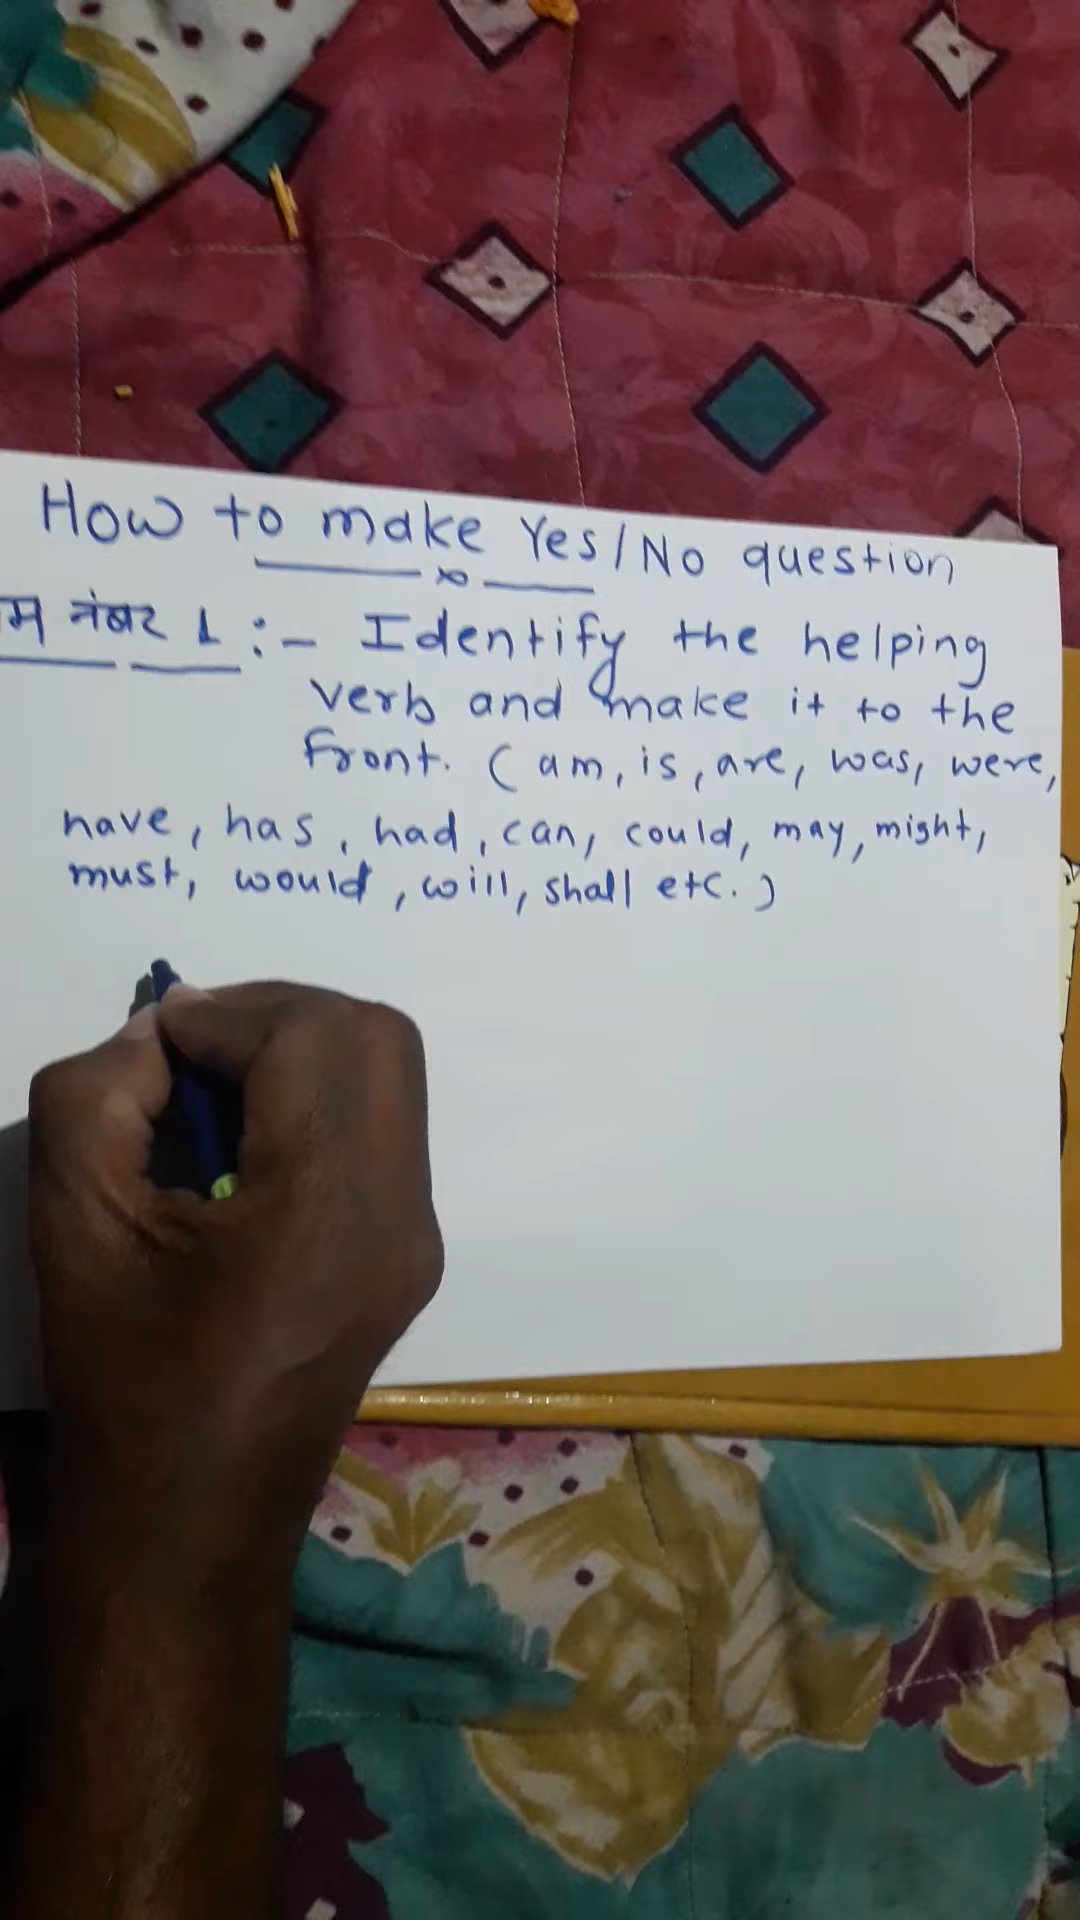 How to make Yes/No question
नंबर 1 :- Identify the helping
verb and make it to the
front. (am, is, are, was, were,
have, has, had, can, could, may, might,
must, would, will, shall etc.)